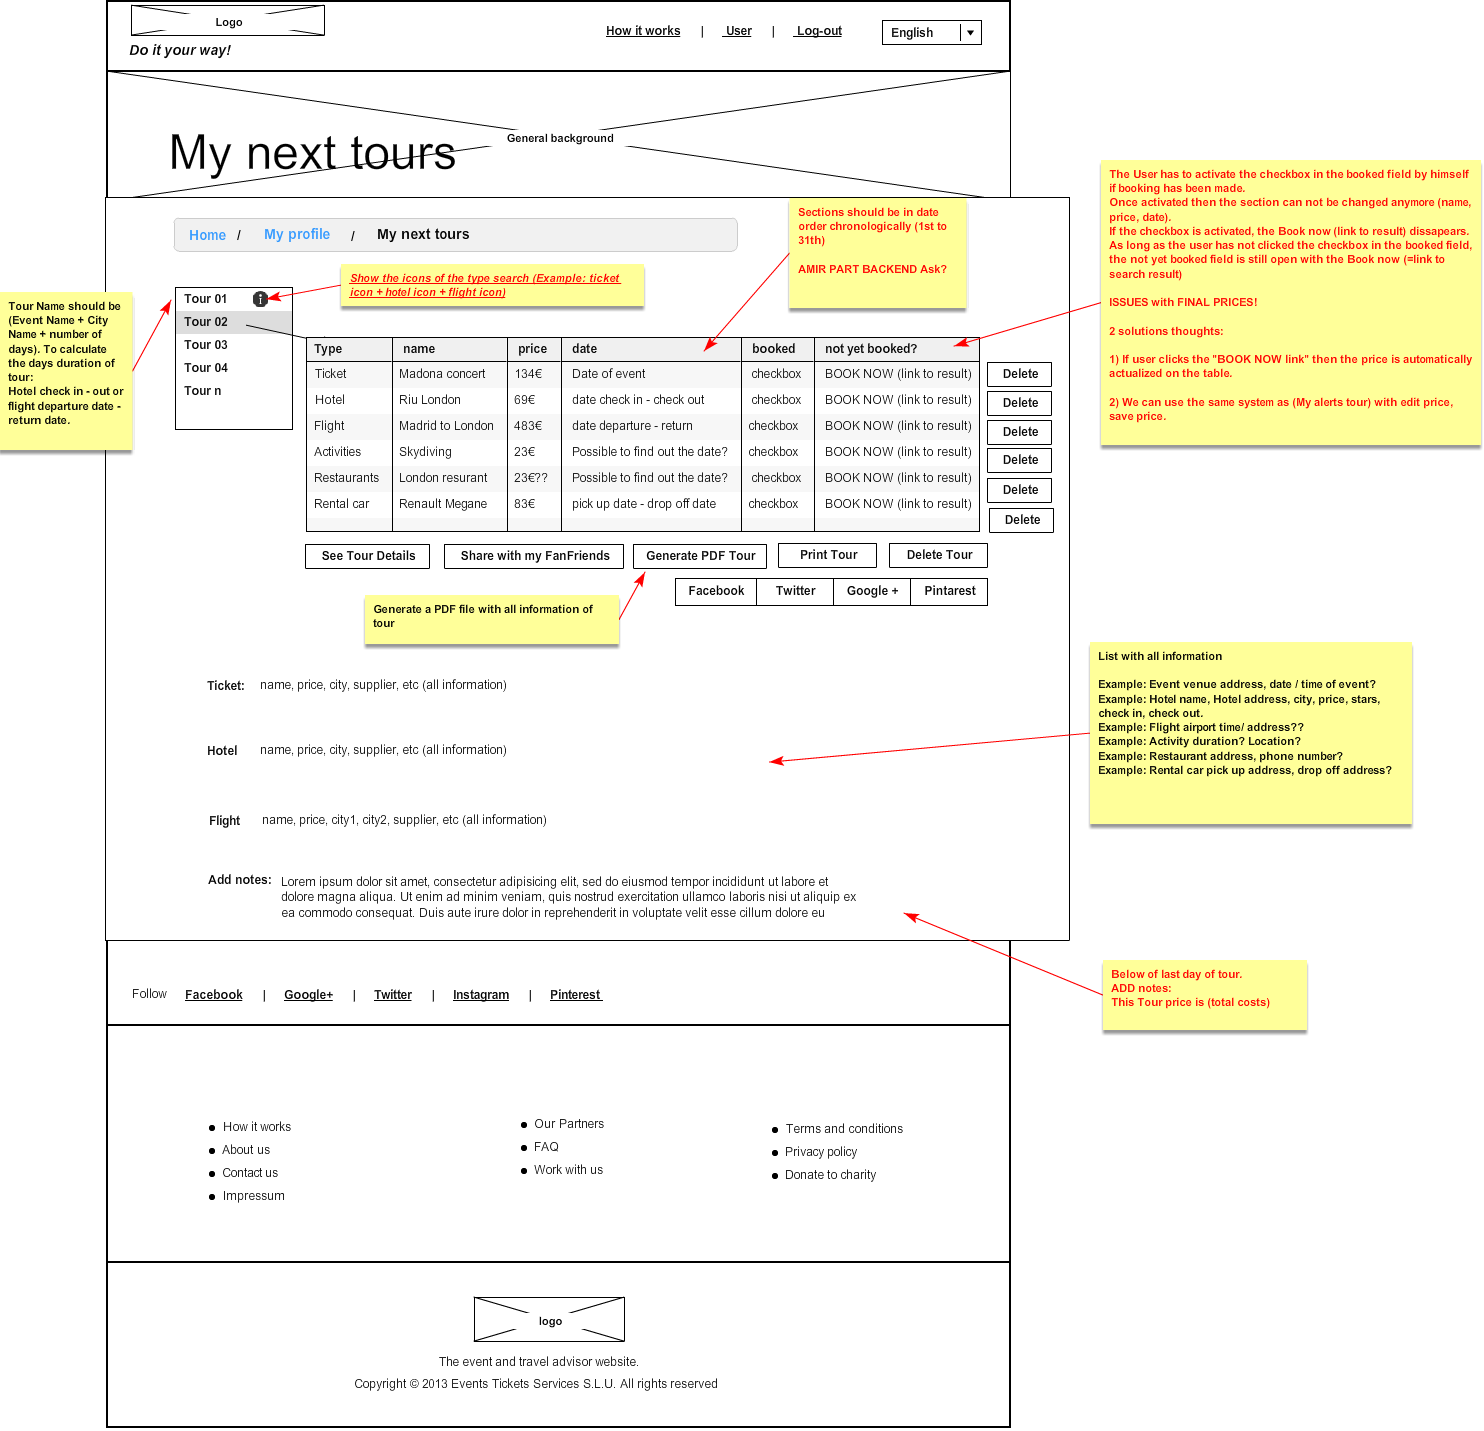 Logo
Do it your way!
How it works | User | Log-out
English
General background
My next tours
Home / My profile / My next tours
Tour Name should be
(Event Name + City
Name + number of
days). To calculate
the days duration of
tour:
Hotel check in - out or
flight departure date -
return date.
Tour 01
Tour 02
Tour 03
Tour 04
Tour n
Show the icons of the type search (Example: ticket
icon + hotel icon + flight icon)
Sections should be in date
order chronologically (1st to
31th)
AMIR PART BACKEND Ask?
The User has to activate the checkbox in the booked field by himself
if booking has been made.
Once activated then the section can not be changed anymore (name,
price, date).
If the checkbox is activated, the Book now (link to result) dissapears.
As long as the user has not clicked the checkbox in the booked field,
the not yet booked field is still open with the Book now (=link to
search result)
ISSUES with FINAL PRICES!
2 solutions thoughts:
1) If user clicks the "BOOK NOW link" then the price is automatically
actualized on the table.
2) We can use the same system as (My alerts tour) with edit price,
save price.
Type name price date booked not yet booked?
Ticket Madona concert 134€ Date of event checkbox BOOK NOW (link to result) Delete
Hotel Riu London 69€ date check in - check out checkbox BOOK NOW (link to result) Delete
Flight Madrid to London 483€ date departure - return checkbox BOOK NOW (link to result) Delete
Activities Skydiving 23€ Possible to find out the date? checkbox BOOK NOW (link to result) Delete
Restaurants London resurant 23€?? Possible to find out the date? checkbox BOOK NOW (link to result) Delete
Rental car Renault Megane 83€ pick up date - drop off date checkbox BOOK NOW (link to result) Delete
See Tour Details Share with my FanFriends Generate PDF Tour Print Tour Delete Tour
Facebook Twitter Google + Pintarest
Generate a PDF file with all information of
tour
Ticket: name, price, city, supplier, etc (all information)
Hotel name, price, city, supplier, etc (all information)
Flight name, price, city1, city2, supplier, etc (all information)
List with all information
Example: Event venue address, date / time of event?
Example: Hotel name, Hotel address, city, price, stars,
check in, check out.
Example: Flight airport time/ address??
Example: Activity duration? Location?
Example: Restaurant address, phone number?
Example: Rental car pick up address, drop off address?
Add notes: Lorem ipsum dolor sit amet, consectetur adipisicing elit, sed do eiusmod tempor incididunt ut labore et
dolore magna aliqua. Ut enim ad minim veniam, quis nostrud exercitation ullamco laboris nisi ut aliquip ex
ea commodo consequat. Duis aute irure dolor in reprehenderit in voluptate velit esse cillum dolore eu
Below of last day of tour.
ADD notes:
This Tour price is (total costs)
Follow Facebook | Google+ | Twitter | Instagram | Pinterest
How it works
About us
Contact us
Impressum
Our Partners
FAQ
Work with us
Terms and conditions
Privacy policy
Donate to charity
logo
The event and travel advisor website.
Copyright © 2013 Events Tickets Services S.L.U. All rights reserved